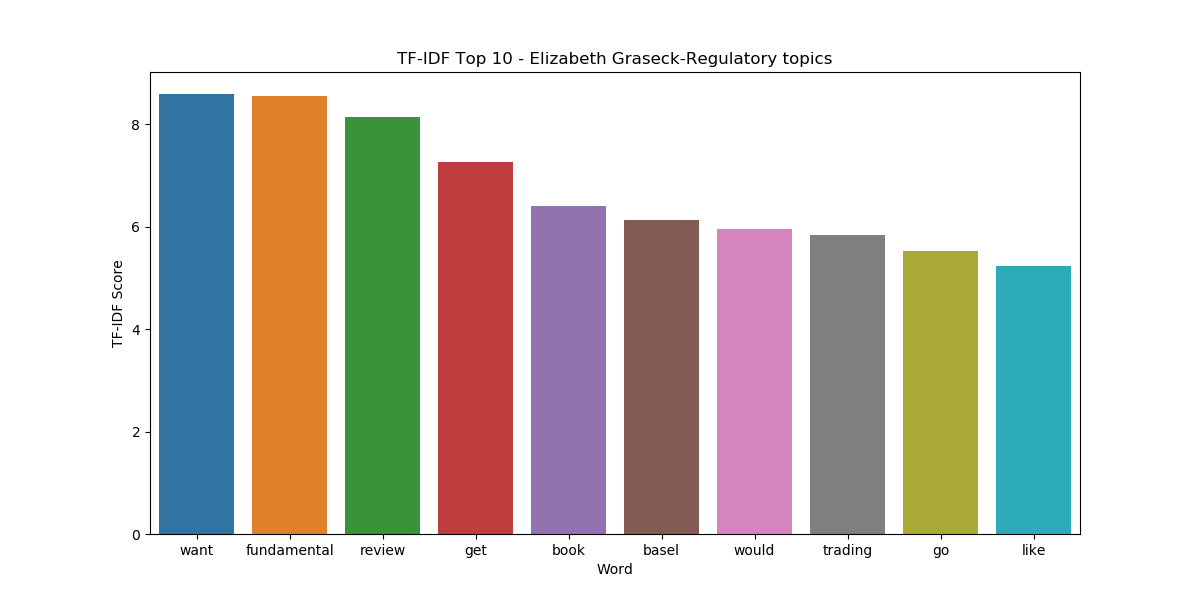 TF-IDF Top 10 - Elizabeth Graseck-Regulatory topics
TF-IDF Score
8
6
4
2
0
want fundamental review get book basel would trading go like
Word